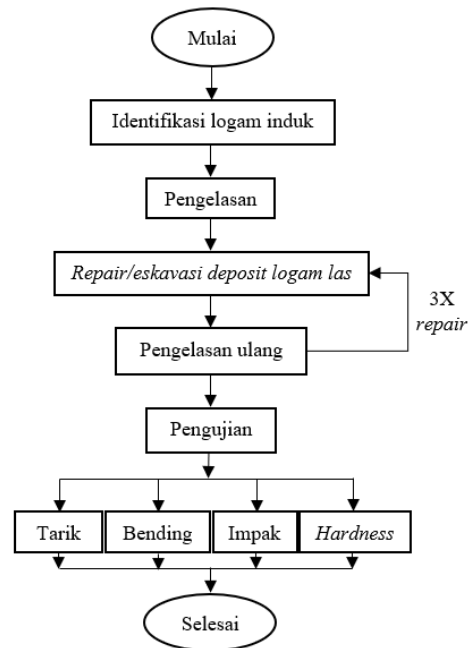 Mulai
Identifikasi logam induk
Pengelasan
Repair/eskavasi deposit logam las
3X
repair
Pengelasan ulang
Pengujian
Tarik
Bending
Impak
Hardness
Selesai